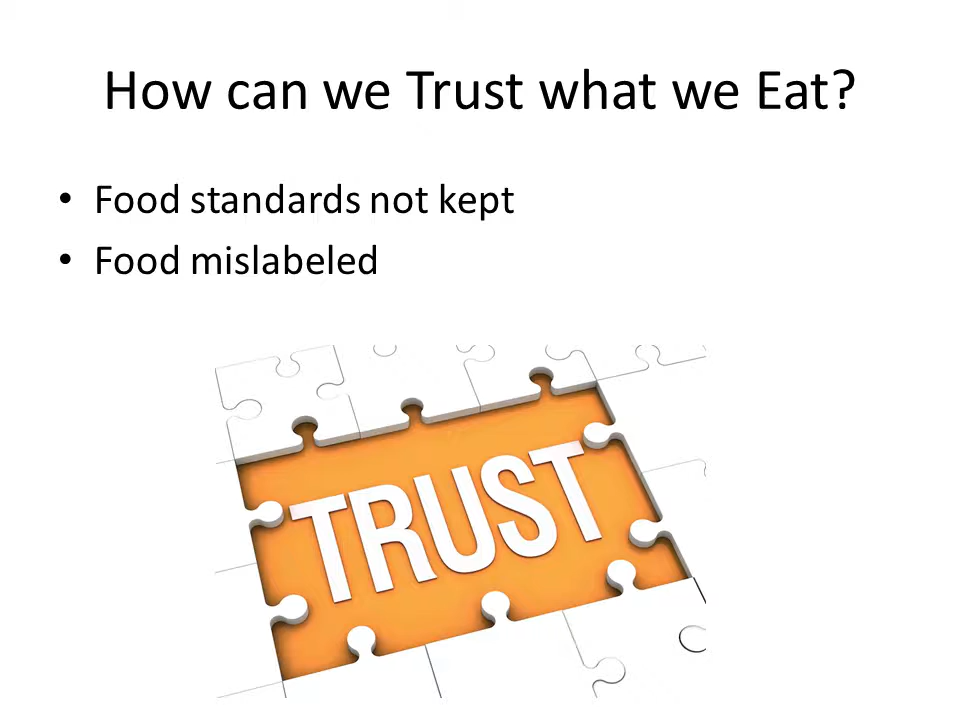 How can we Trust what we Eat?
• Food standards not kept
• Food mislabeled
TRUST